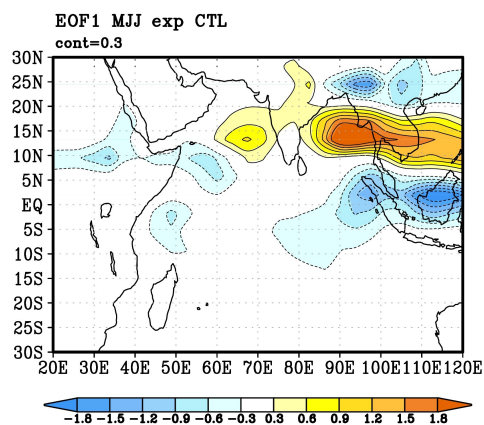 EOF1 MJJ exp CTL
cont=0.3
30N
25N
20N
15N
10N
5N
EQ
5S
10S
15S
20S
25S
30S
20E 30E 40E 50E 60E 70E 80E 90E 100E 110E 120E
−1.8 −1.5 −1.2 −0.9 −0.6 −0.3 0.3 0.6 0.9 1.2 1.5 1.8